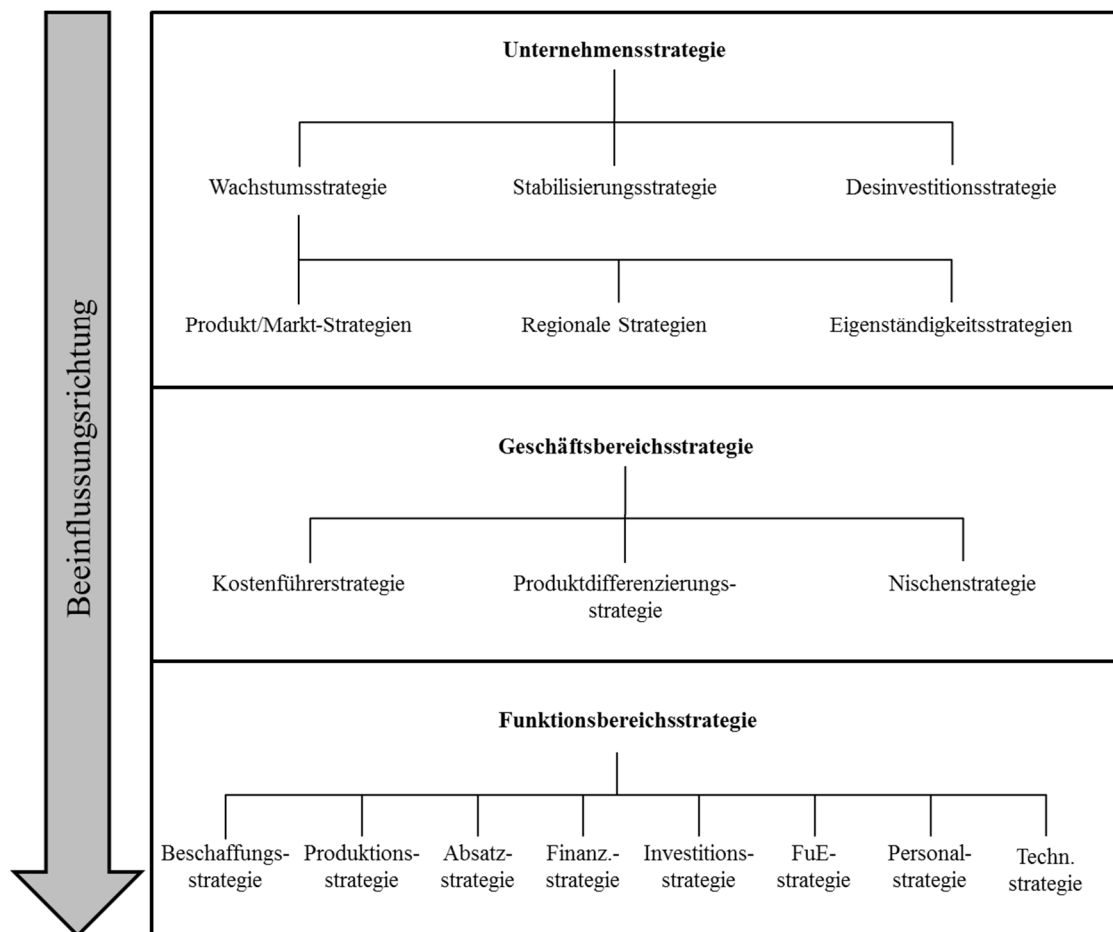 Beeinflussungsrichtung
Unternehmensstrategie
Wachstumsstrategie
Stabilisierungsstrategie
Desinvestitionsstrategie
Produkt/Markt-Strategien
Regionale Strategien
Eigenständigkeitsstrategien
Geschäftsbereichsstrategie
Kostenführerstrategie
Produktdifferenzierungs-
strategie
Nischenstrategie
Funktionsbereichsstrategie
Beschaffungs-
strategie
Produktions-
strategie
Absatz-
strategie
Finanz.-
strategie
Investitions-
strategie
FuE-
strategie
Personal-
strategie
Techn.
strategie